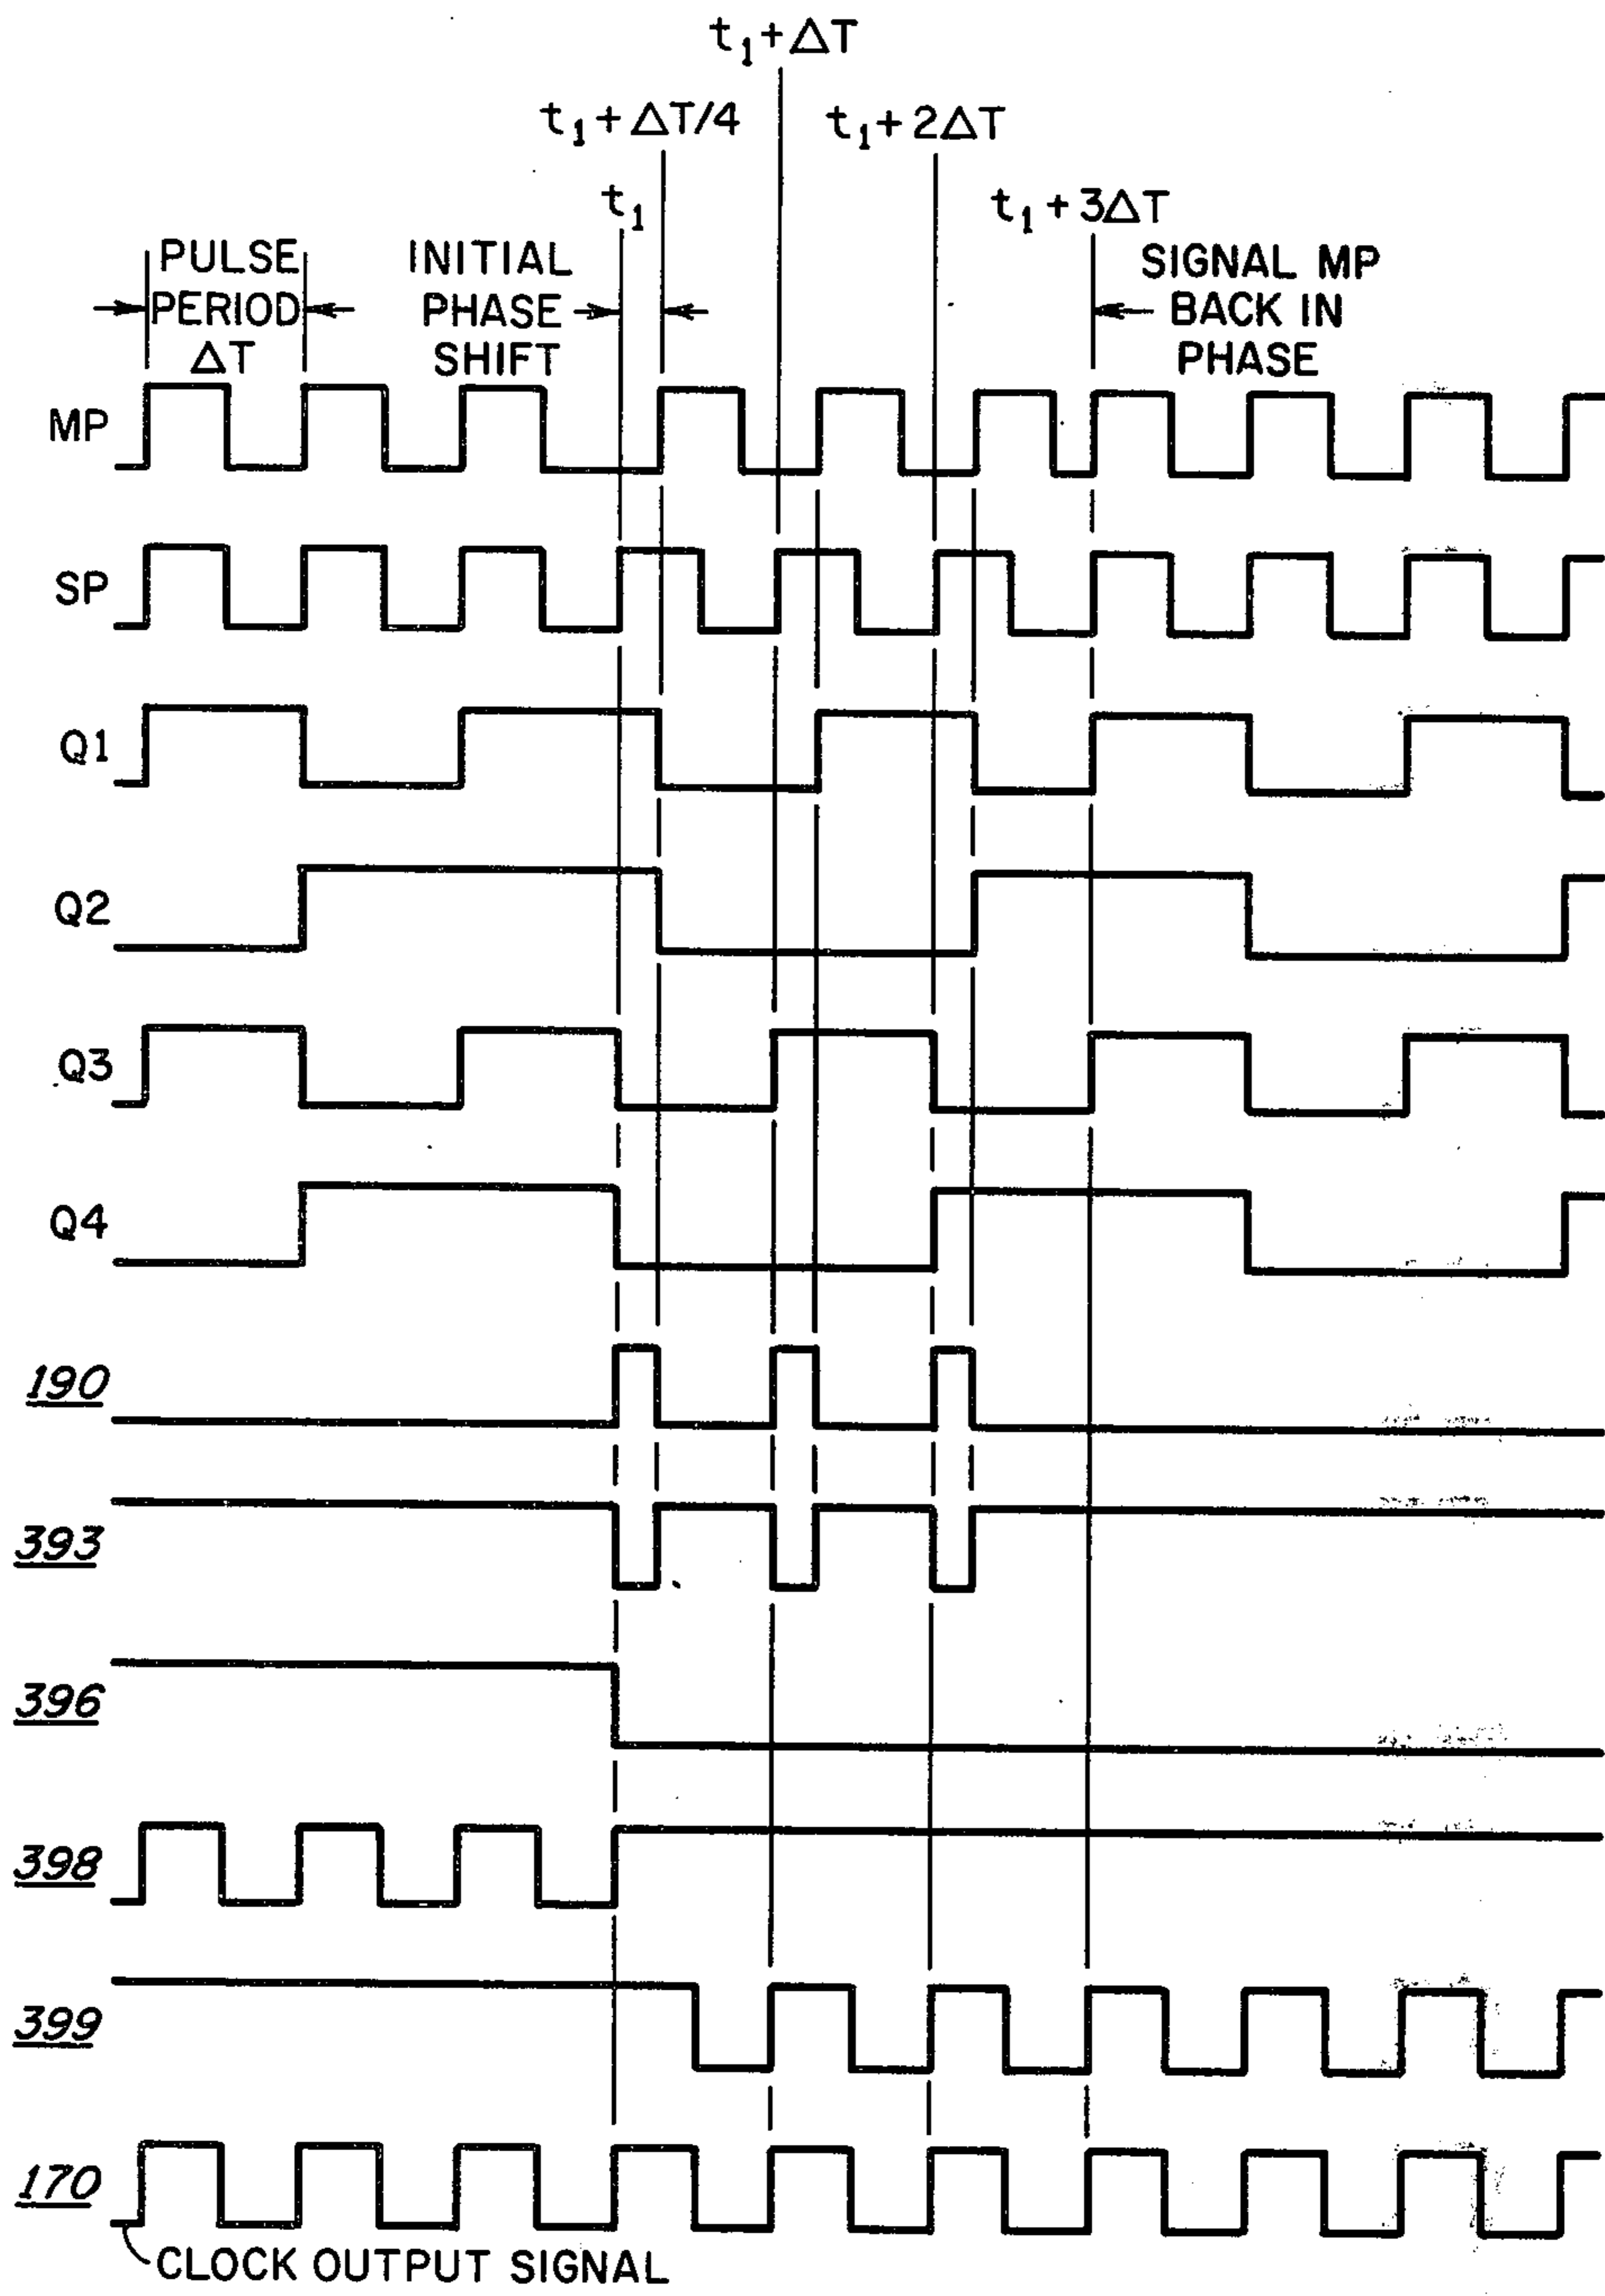 t₁+ΔT
t₁+ΔT/4
t₁+2ΔT
t₁
t₁+3ΔT
PULSE
PERIOD
ΔT
INITIAL
PHASE
SHIFT
SIGNAL MP
BACK IN
PHASE
MP
SP
Q1
Q2
Q3
Q4
190
393
396
398
399
170
CLOCK OUTPUT SIGNAL